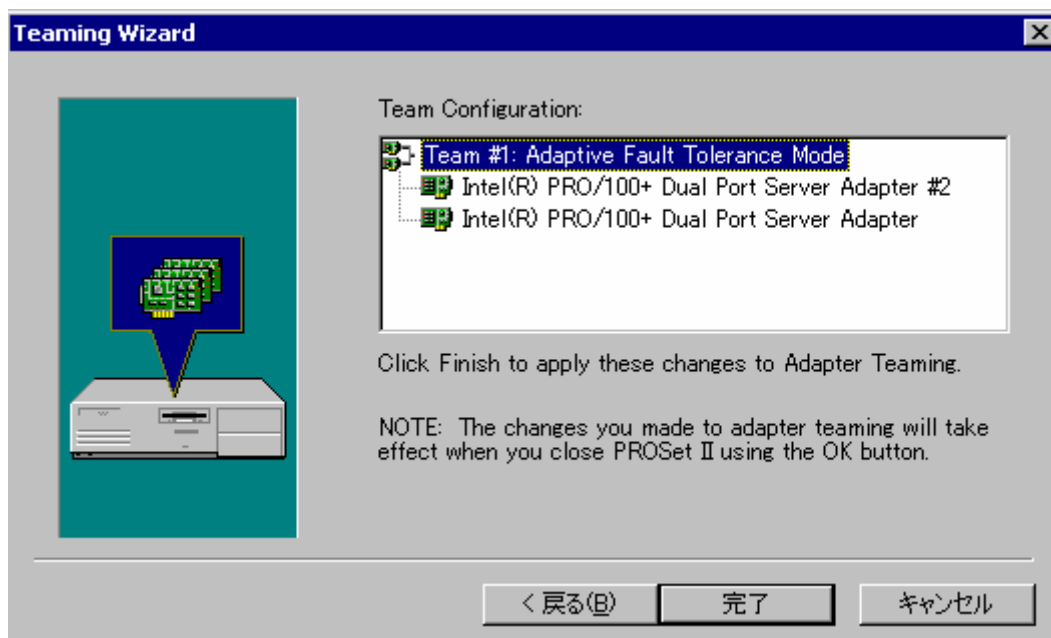 Teaming Wizard
Team Configuration:
Team #1: Adaptive Fault Tolerance Mode
Intel(R) PRO/100+ Dual Port Server Adapter #2
Intel(R) PRO/100+ Dual Port Server Adapter
Click Finish to apply these changes to Adapter Teaming.
NOTE: The changes you made to adapter teaming will take
effect when you close PROSet II using the OK button.
< 戻る(B)
完了
キャンセル